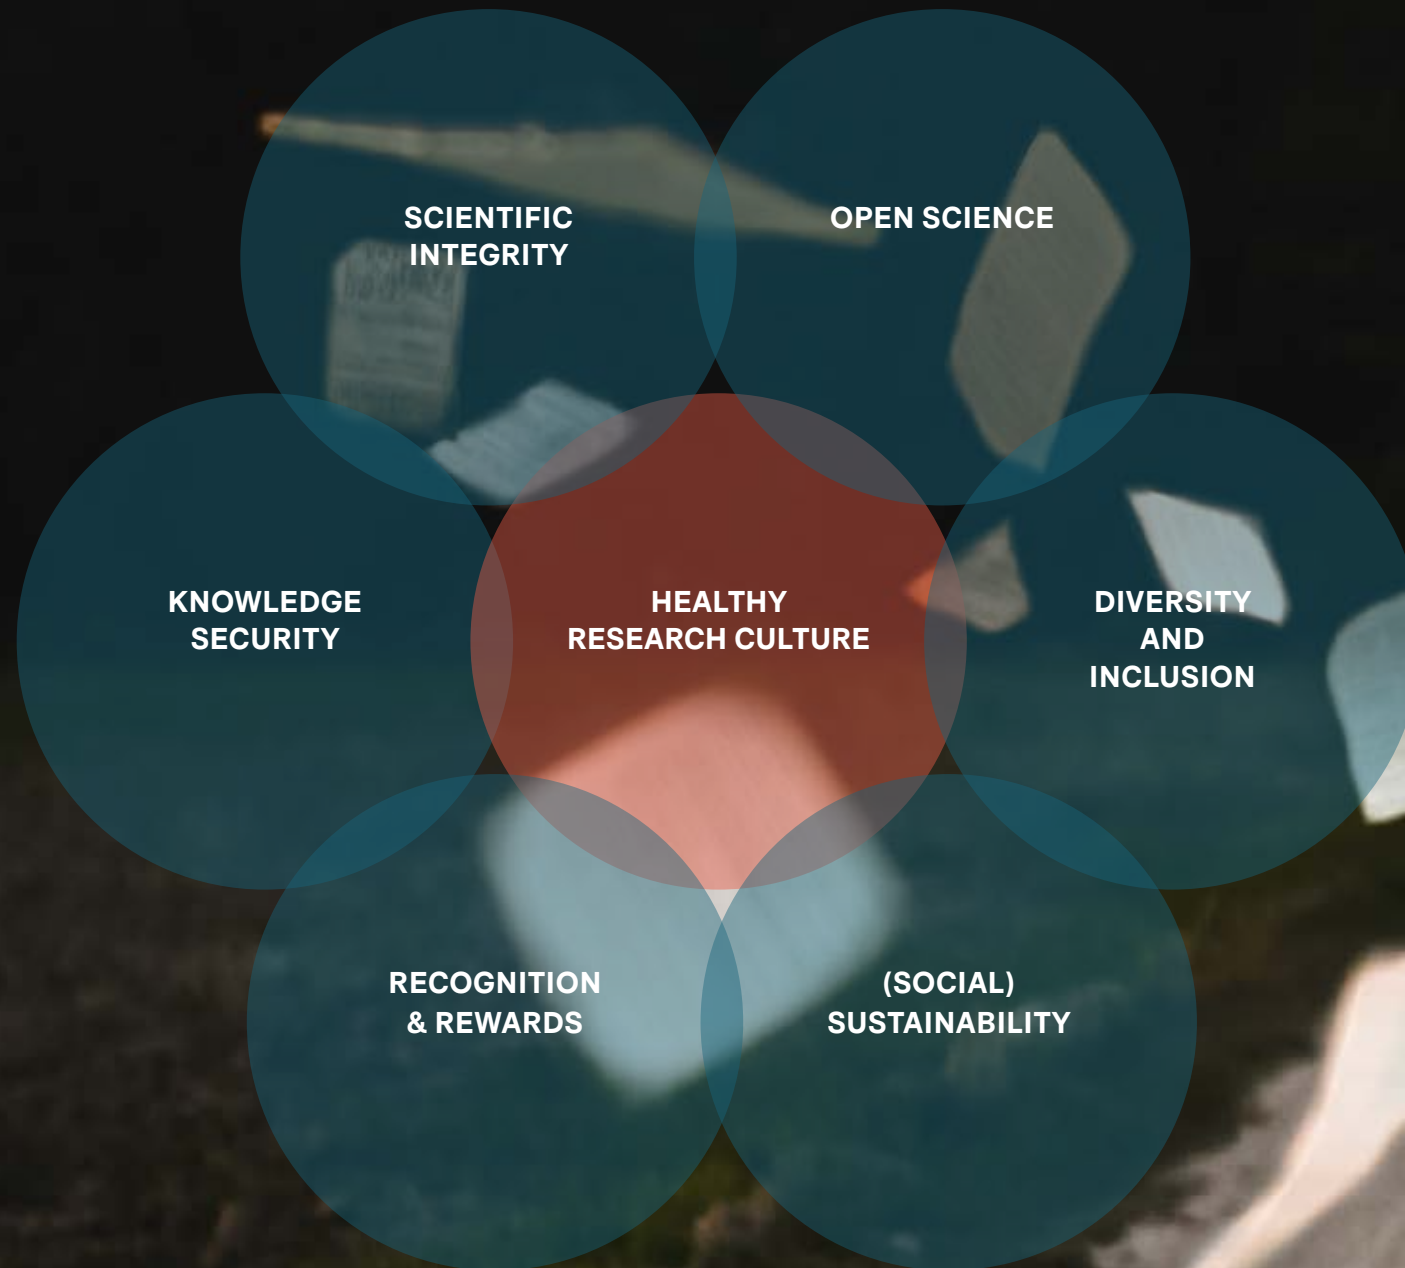 SCIENTIFIC
INTEGRITY
OPEN SCIENCE
KNOWLEDGE
SECURITY
HEALTHY
RESEARCH CULTURE
DIVERSITY
AND
INCLUSION
RECOGNITION
& REWARDS
(SOCIAL)
SUSTAINABILITY